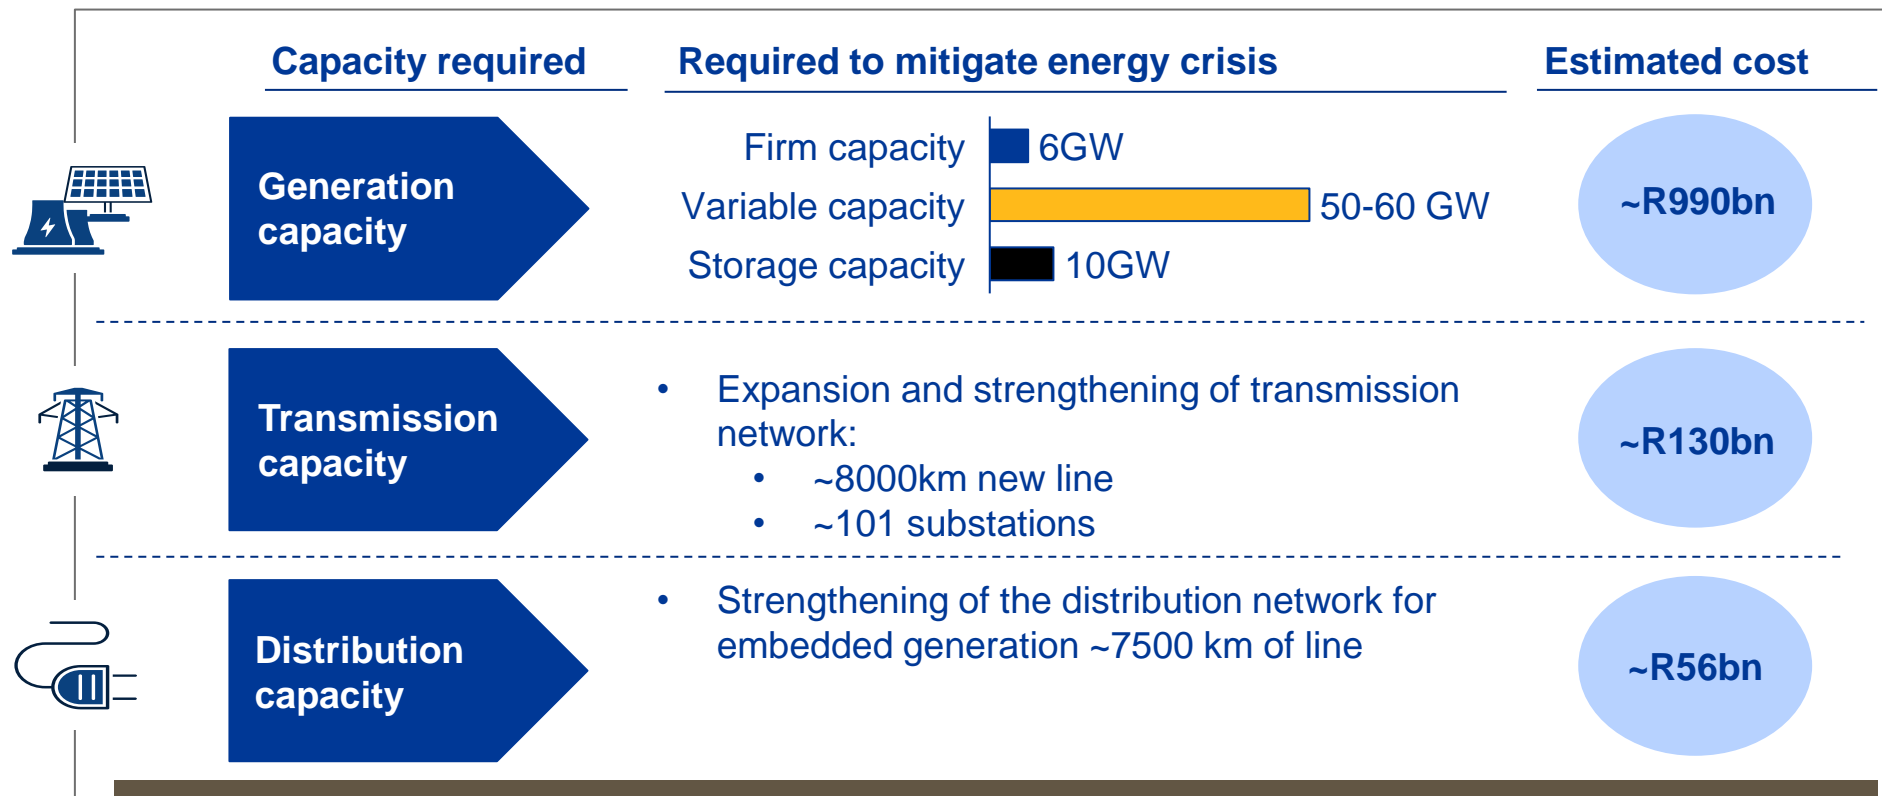 Capacity required
Required to mitigate energy crisis
Estimated cost
Generation
capacity
Firm capacity
6GW
Variable capacity
50-60 GW
Storage capacity
10GW
~R990bn
Transmission
capacity
• Expansion and strengthening of transmission
network:
• ~8000km new line
• ~101 substations
~R130bn
Distribution
capacity
• Strengthening of the distribution network for
embedded generation ~7500 km of line
~R56bn